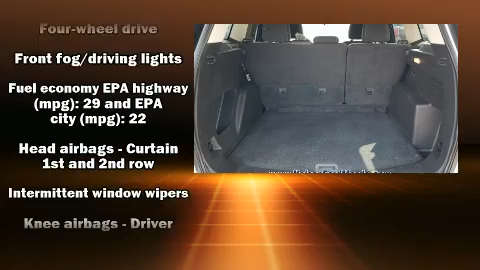 Four-wheel drive
Front fog/driving lights
Fuel economy EPA highway
(mpg): 29 and EPA
city (mpg): 22
Head airbags - Curtain
1st and 2nd row
Intermittent window wipers
Knee airbags - Driver